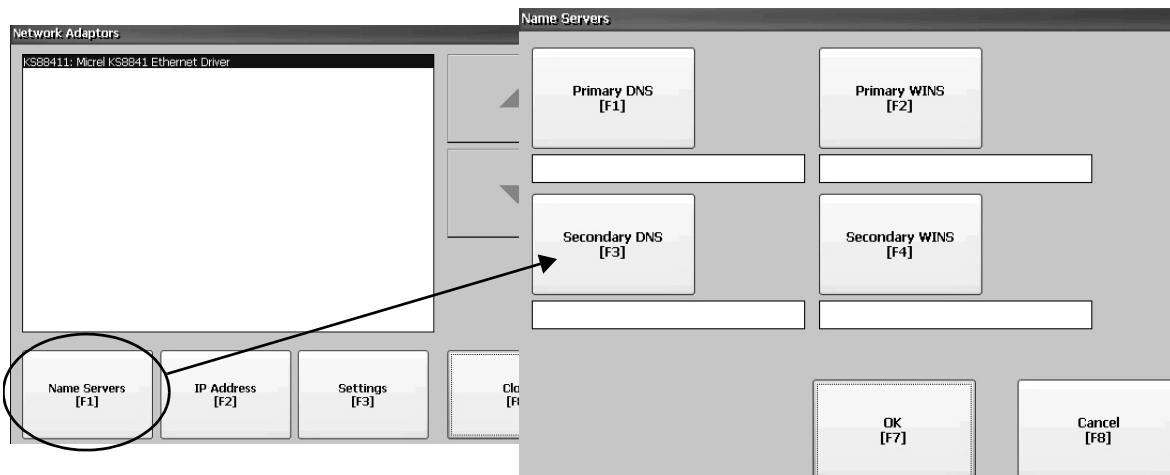 Network Adaptors
KS88411: Micrel KS8841 Ethernet Driver
Name Servers
[F1]
IP Address
[F2]
Settings
[F3]
Name Servers
Primary DNS
[F1]
Primary WINS
[F2]
Secondary DNS
[F3]
Secondary WINS
[F4]
OK
[F7]
Cancel
[F8]